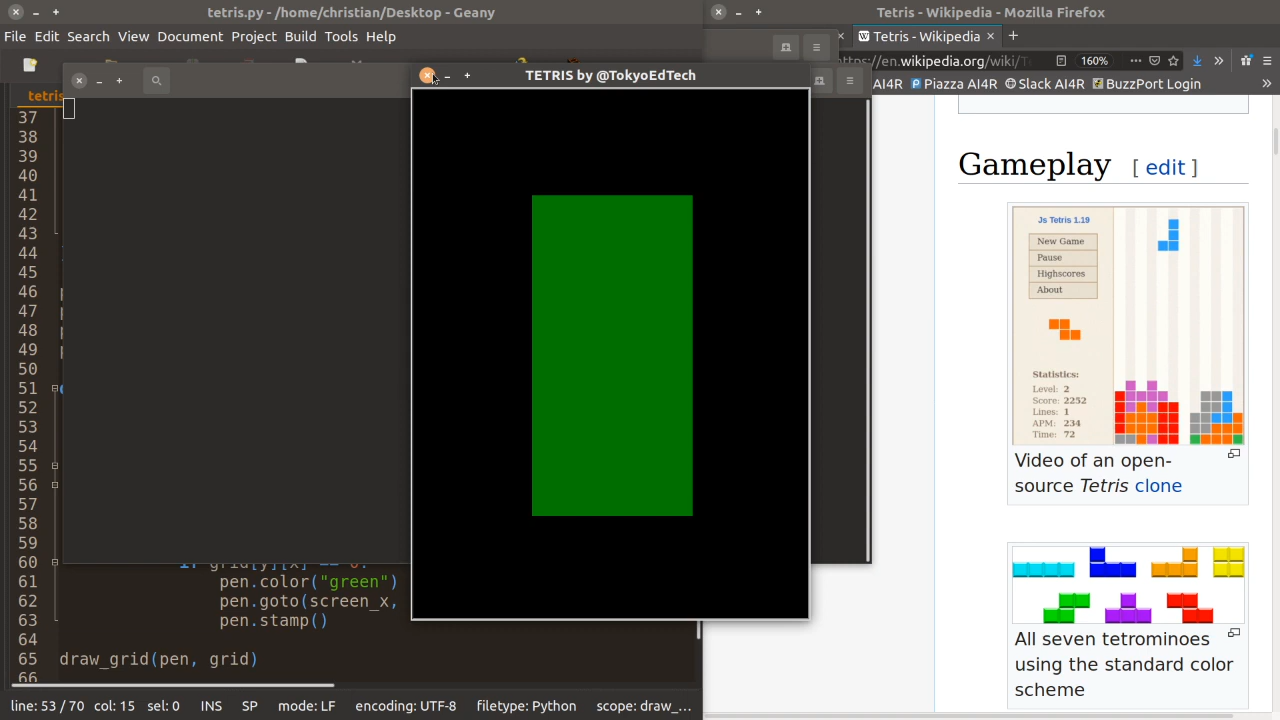 tetris.py - /home/christian/Desktop - Geany
File Edit Search View Document Project Build Tools Help
tetris
37
38
39
40
41
42
43
44
45
46
47
48
49
50
51
52
53
54
55
56
57
58
59
60 if grid[y][x] == 0:
61 pen.color("green")
62 pen.goto(screen_x,
63 pen.stamp()
64
65 draw_grid(pen, grid)
66
line: 53 / 70 col: 15 sel: 0 INS SP mode: LF encoding: UTF-8 filetype: Python scope: draw_...
TETRIS by @TokyoEdTech
Tetris - Wikipedia - Mozilla Firefox
Tetris - Wikipedia
https://en.wikipedia.org/wiki/T
160%
AI4R Piazza AI4R Slack AI4R BuzzPort Login
Gameplay [ edit ]
Js Tetris 1.19
New Game
Pause
Highscores
About
Statistics:
Level: 2
Score: 2252
Lines: 1
APM: 234
Time: 72
Video of an open-
source Tetris clone
All seven tetrominoes
using the standard color
scheme